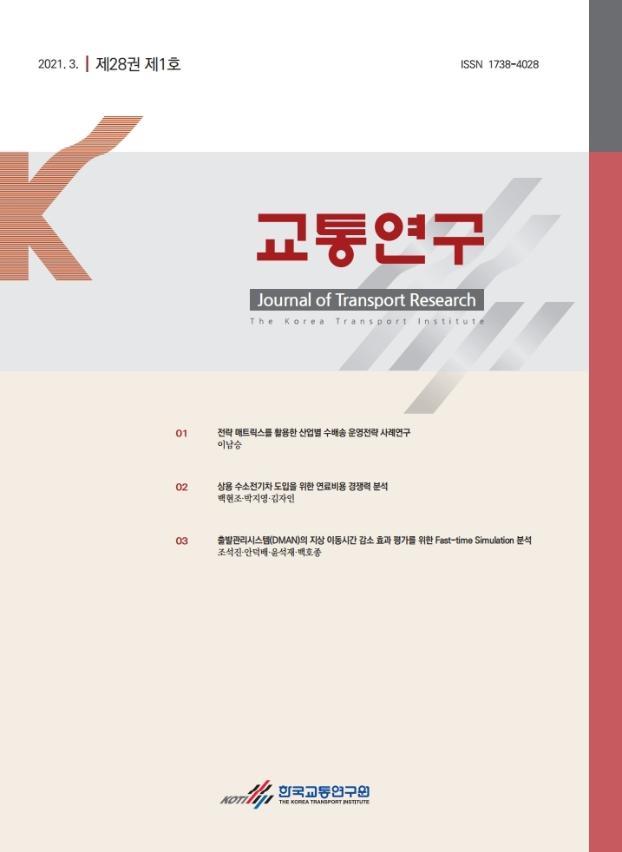 2021. 3. | 제28권 제1호
ISSN 1738-4028
교통연구
Journal of Transport Research
The Korea Transport Institute
01 전략 매트릭스를 활용한 산업별 수배송 운영전략 사례연구
이남승
02 상용 수소전기차 도입을 위한 연료비용 경쟁력 분석
백현조·박지영·김자인
03 출발관리시스템(DMAN)의 지상 이동시간 감소 효과 평가를 위한 Fast-time Simulation 분석
조석진·안덕배·윤석재·백호종
KOTI 한국교통연구원
THE KOREA TRANSPORT INSTITUTE